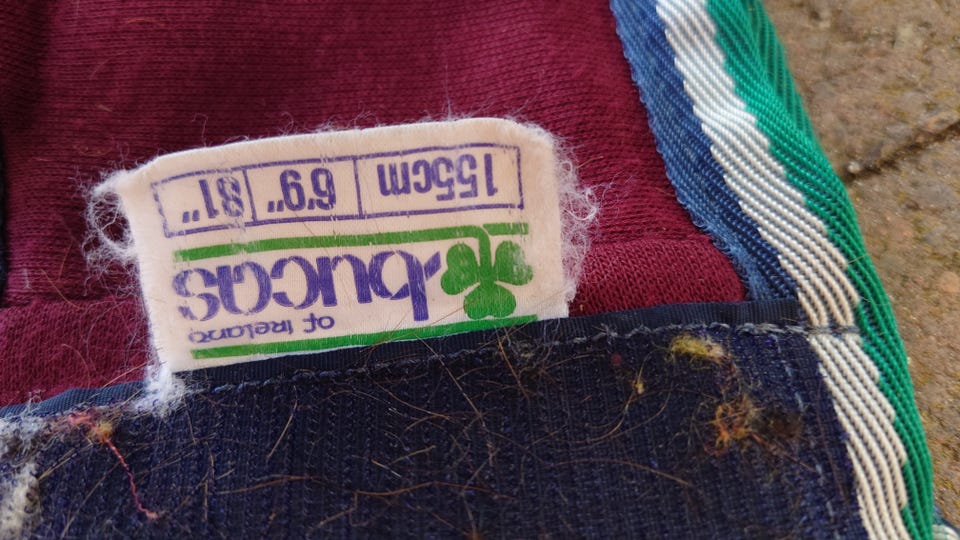 of Ireland
bucas
155cm 6'9" 81"